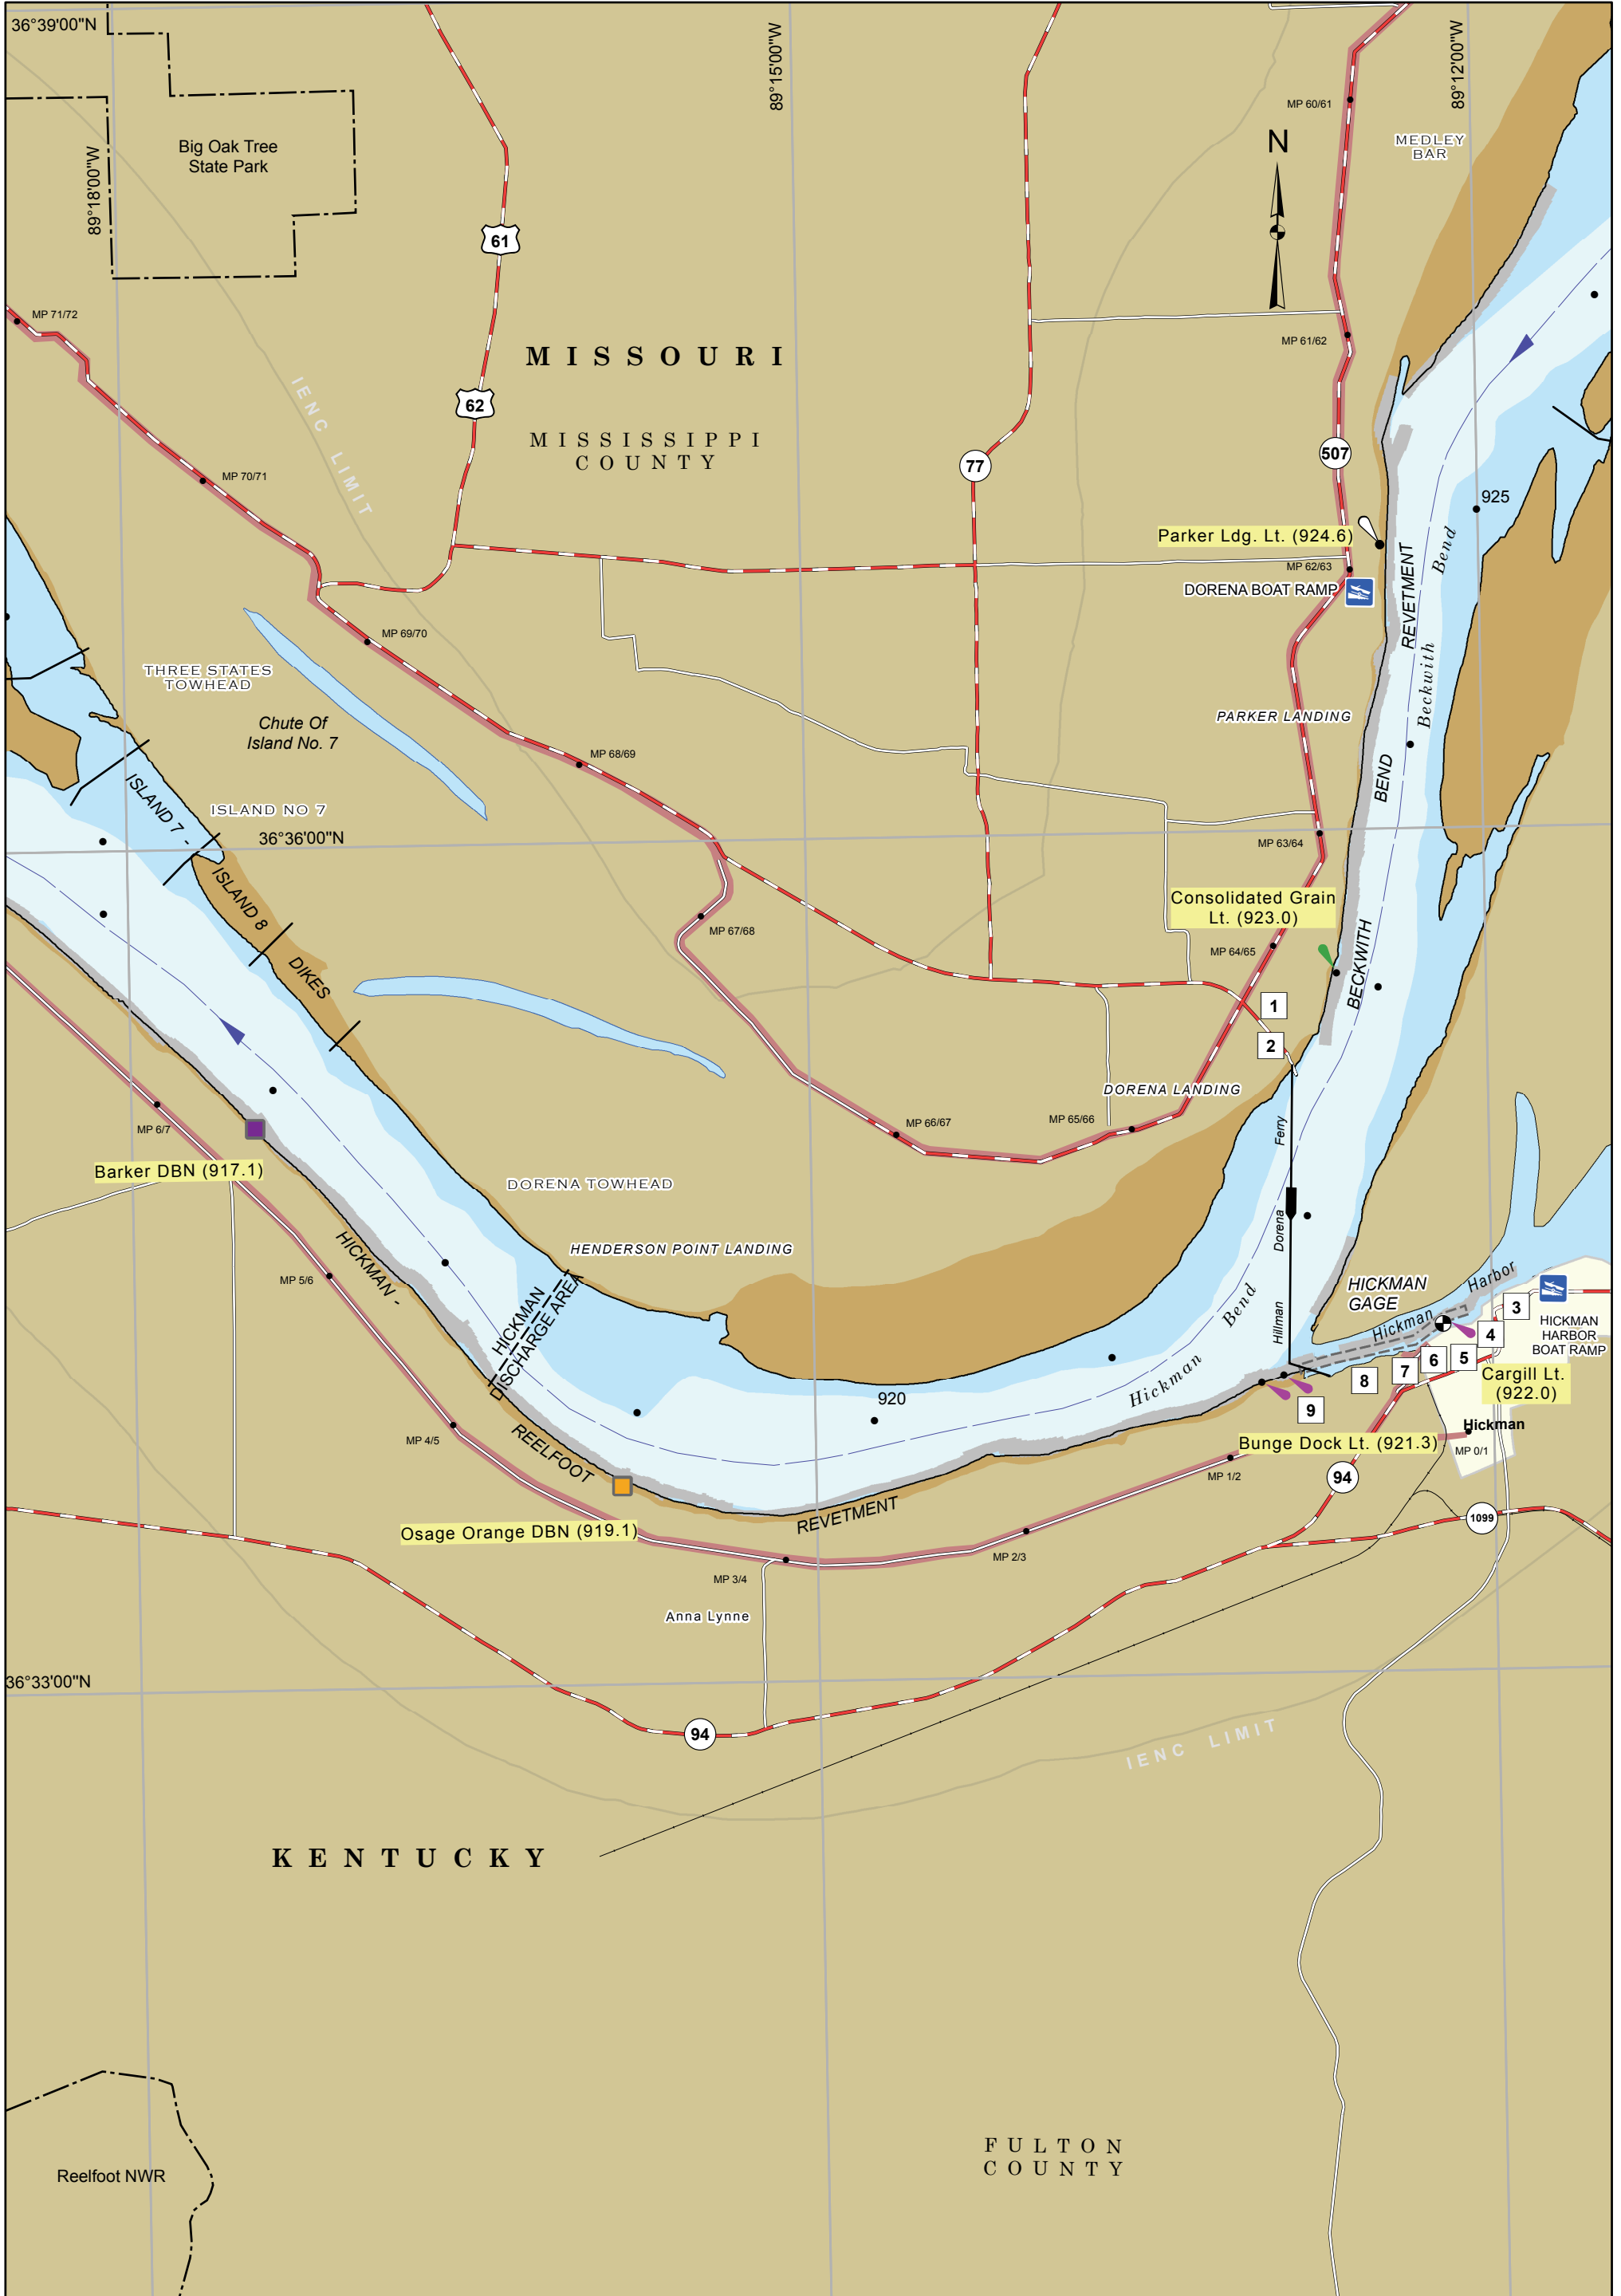 36°39'00"N
89°15'00"W
89°12'00"W
89°18'00"W
Big Oak Tree
State Park
MP 60/61
N
MEDLEY
BAR
61
MP 71/72
MP 61/62
MISSOURI
IENC LIMIT
62
MISSISSIPPI
COUNTY
77
507
MP 70/71
925
Parker Ldg. Lt. (924.6)
MP 62/63
DORENA BOAT RAMP
REVETMENT
Beckwith Bend
MP 69/70
THREE STATES
TOWHEAD
Chute Of
Island No. 7
PARKER LANDING
MP 68/69
BEND
ISLAND 7 -
ISLAND NO 7
36°36'00"N
MP 63/64
ISLAND 8
Consolidated Grain
Lt. (923.0)
MP 67/68
MP 64/65
BECKWITH
DIKES
1
2
DORENA LANDING
MP 6/7
MP 66/67
MP 65/66
Ferry
Barker DBN (917.1)
DORENA TOWHEAD
Dorena
HICKMAN -
HENDERSON POINT LANDING
MP 5/6
HICKMAN
DISCHARGE AREA
HICKMAN
GAGE
Hickman Harbor
3
Hillman
4
HICKMAN
HARBOR
BOAT RAMP
Hickman Bend
5
6
7
8
9
Cargill Lt.
(922.0)
920
Hickman
MP 4/5
REELFOOT
Bunge Dock Lt. (921.3)
MP 0/1
MP 1/2
94
Osage Orange DBN (919.1)
REVETMENT
1099
MP 2/3
MP 3/4
Anna Lynne
36°33'00"N
94
IENC LIMIT
KENTUCKY
FULTON
COUNTY
Reelfoot NWR